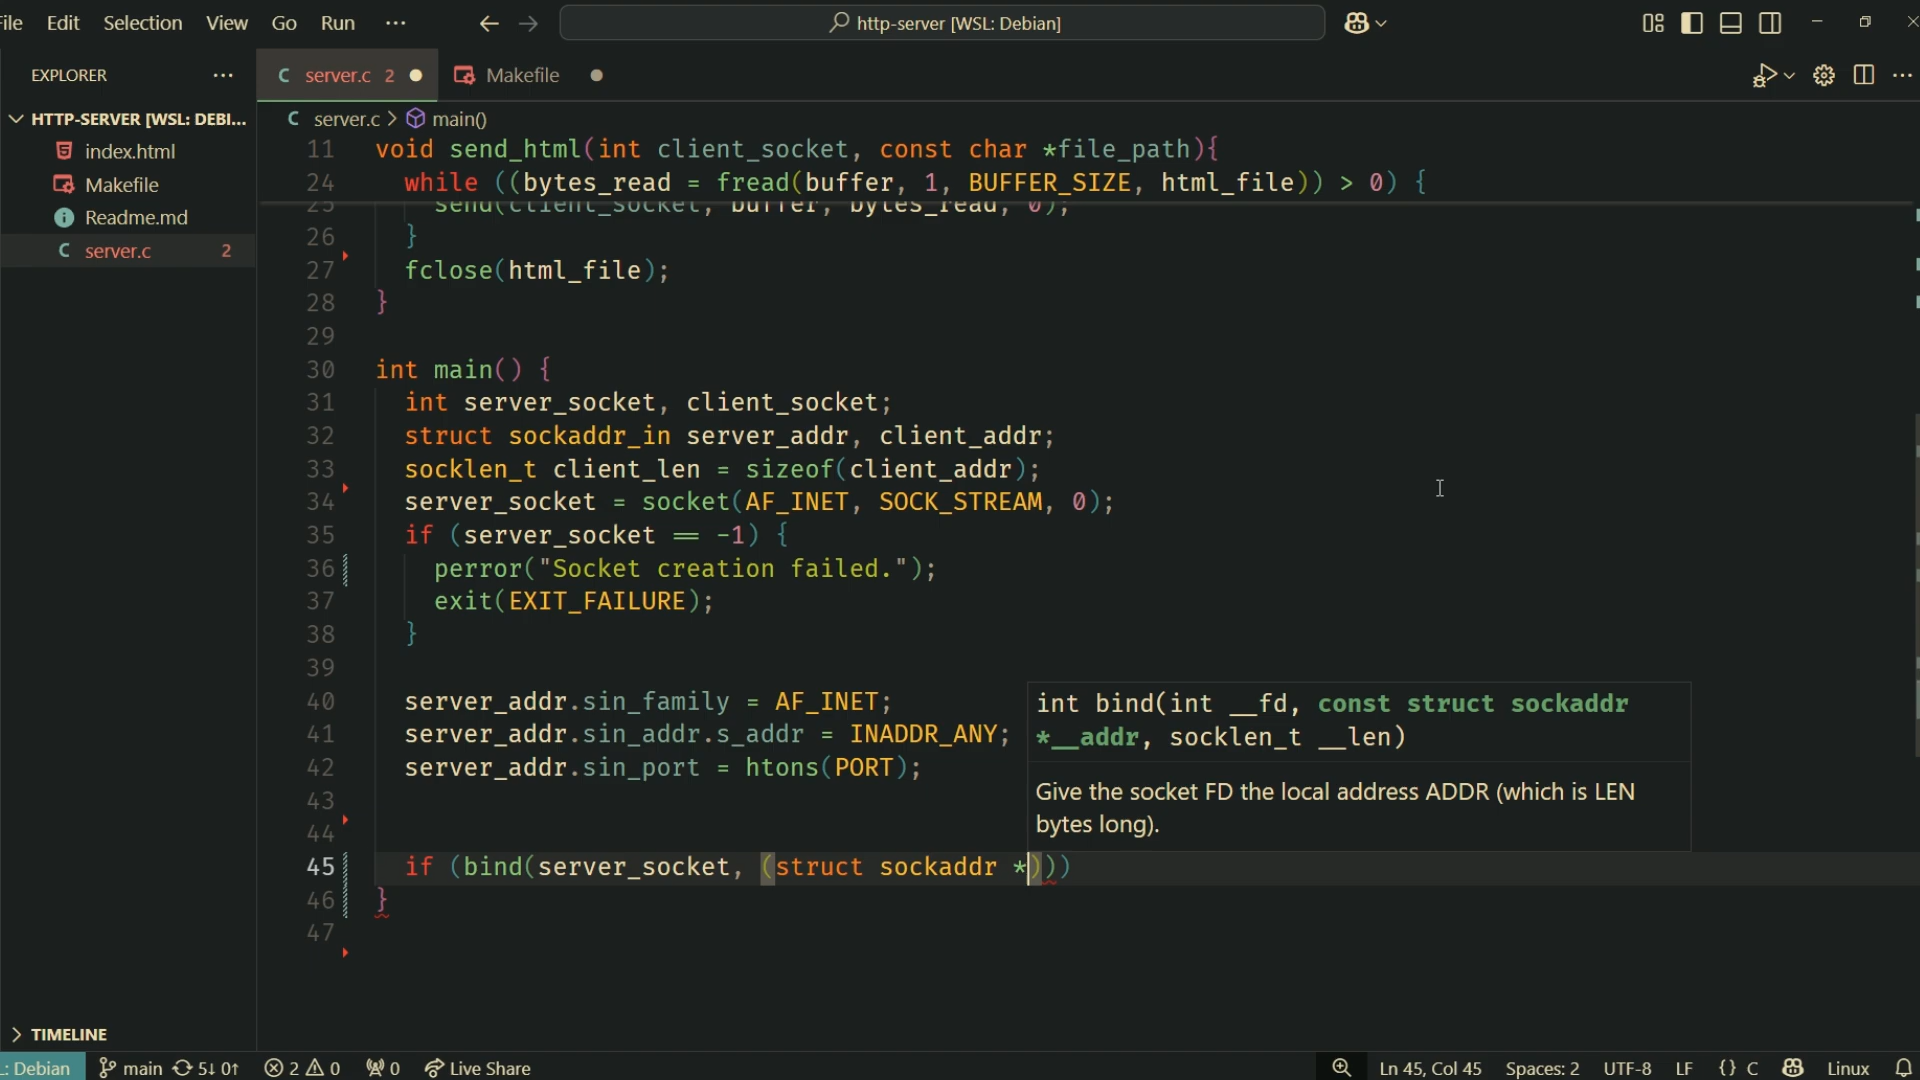 File Edit Selection View Go Run ···
http-server [WSL: Debian]
EXPLORER ···
HTTP-SERVER [WSL: DEBI...
index.html
Makefile
Readme.md
C server.c 2
TIMELINE
C server.c 2
Makefile
C server.c > main()
11 void send_html(int client_socket, const char *file_path){
24 while ((bytes_read = fread(buffer, 1, BUFFER_SIZE, html_file)) > 0) {
25 send(client_socket, buffer, bytes_read, 0);
26 }
27 fclose(html_file);
28 }
29
30 int main() {
31 int server_socket, client_socket;
32 struct sockaddr_in server_addr, client_addr;
33 socklen_t client_len = sizeof(client_addr);
34 server_socket = socket(AF_INET, SOCK_STREAM, 0);
35 if (server_socket == -1) {
36 perror("Socket creation failed.");
37 exit(EXIT_FAILURE);
38 }
39
40 server_addr.sin_family = AF_INET;
41 server_addr.sin_addr.s_addr = INADDR_ANY;
42 server_addr.sin_port = htons(PORT);
43
44
45 if (bind(server_socket, (struct sockaddr *)))
46 }
47
int bind(int __fd, const struct sockaddr
*__addr, socklen_t __len)
Give the socket FD the local address ADDR (which is LEN
bytes long).
L: Debian main 5↓ 0↑ 2 0 0 Live Share Ln 45, Col 45 Spaces: 2 UTF-8 LF {} C Linux